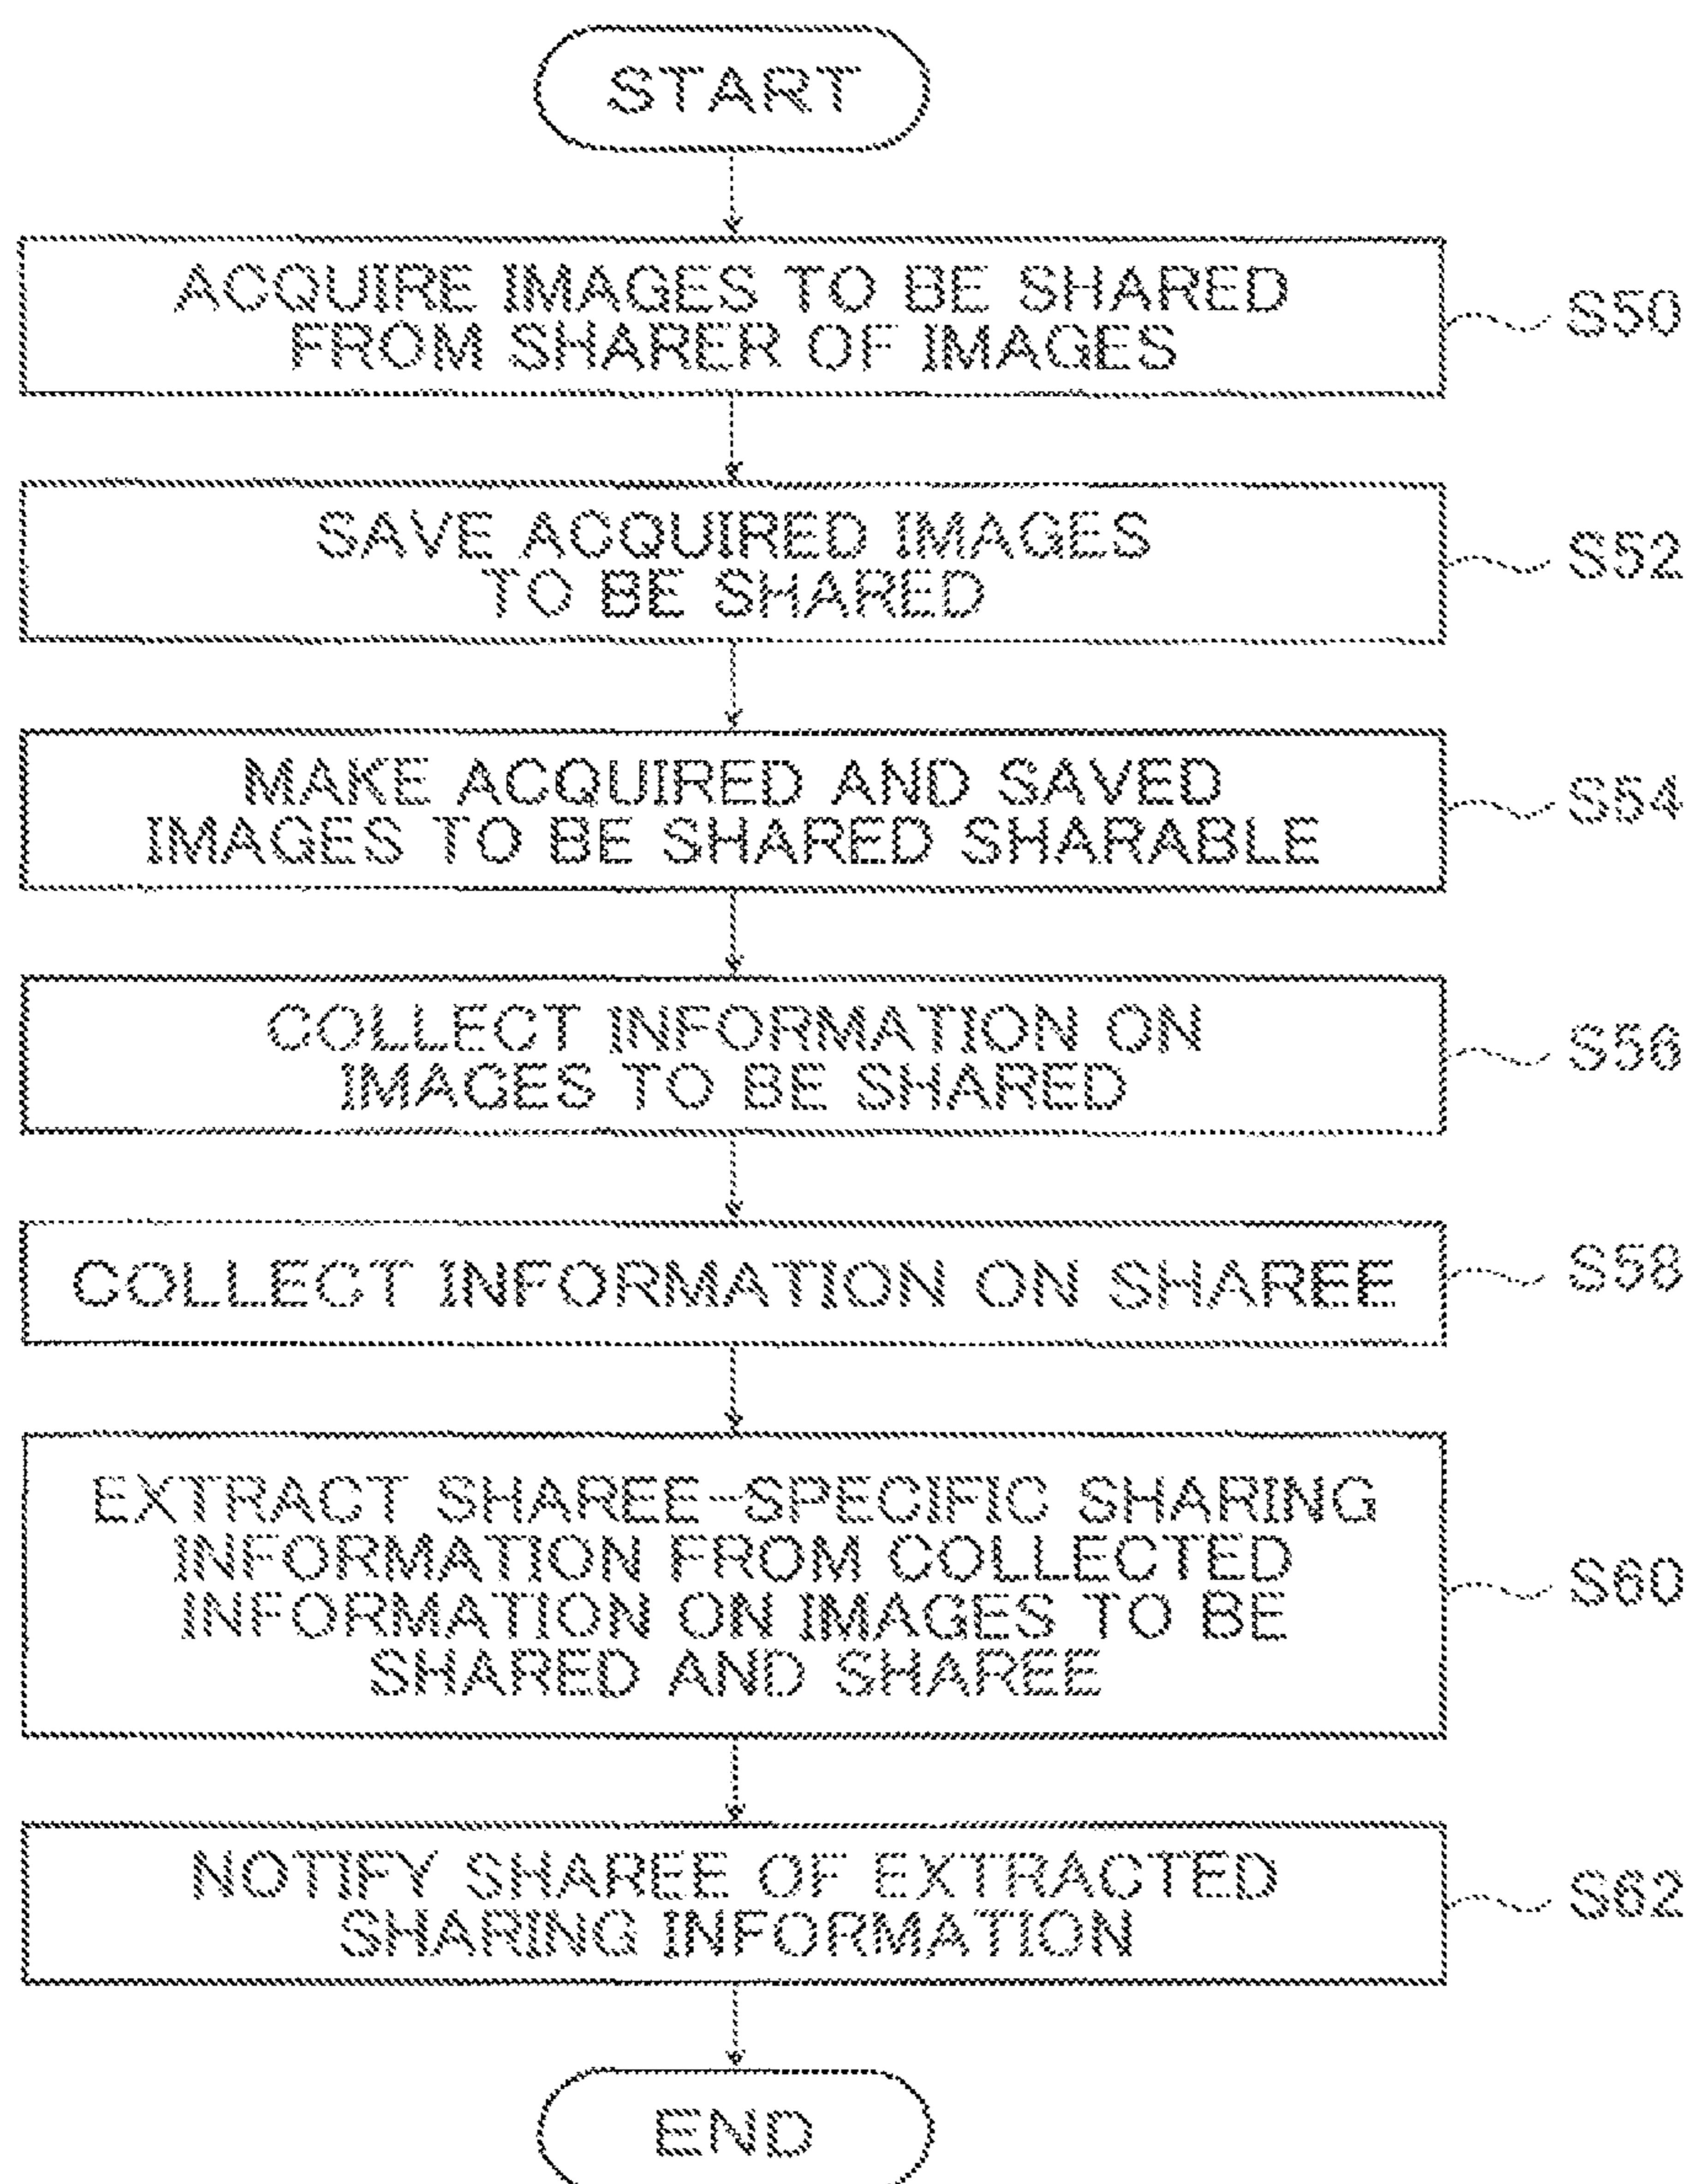 START
ACQUIRE IMAGES TO BE SHARED
FROM SHARER OF IMAGES
S50
SAVE ACQUIRED IMAGES
TO BE SHARED
S52
MAKE ACQUIRED AND SAVED
IMAGES TO BE SHARED SHARABLE
S54
COLLECT INFORMATION ON
IMAGES TO BE SHARED
S56
COLLECT INFORMATION ON SHAREE
S58
EXTRACT SHAREE-SPECIFIC SHARING
INFORMATION FROM COLLECTED
INFORMATION ON IMAGES TO BE
SHARED AND SHAREE
S60
NOTIFY SHAREE OF EXTRACTED
SHARING INFORMATION
S62
END